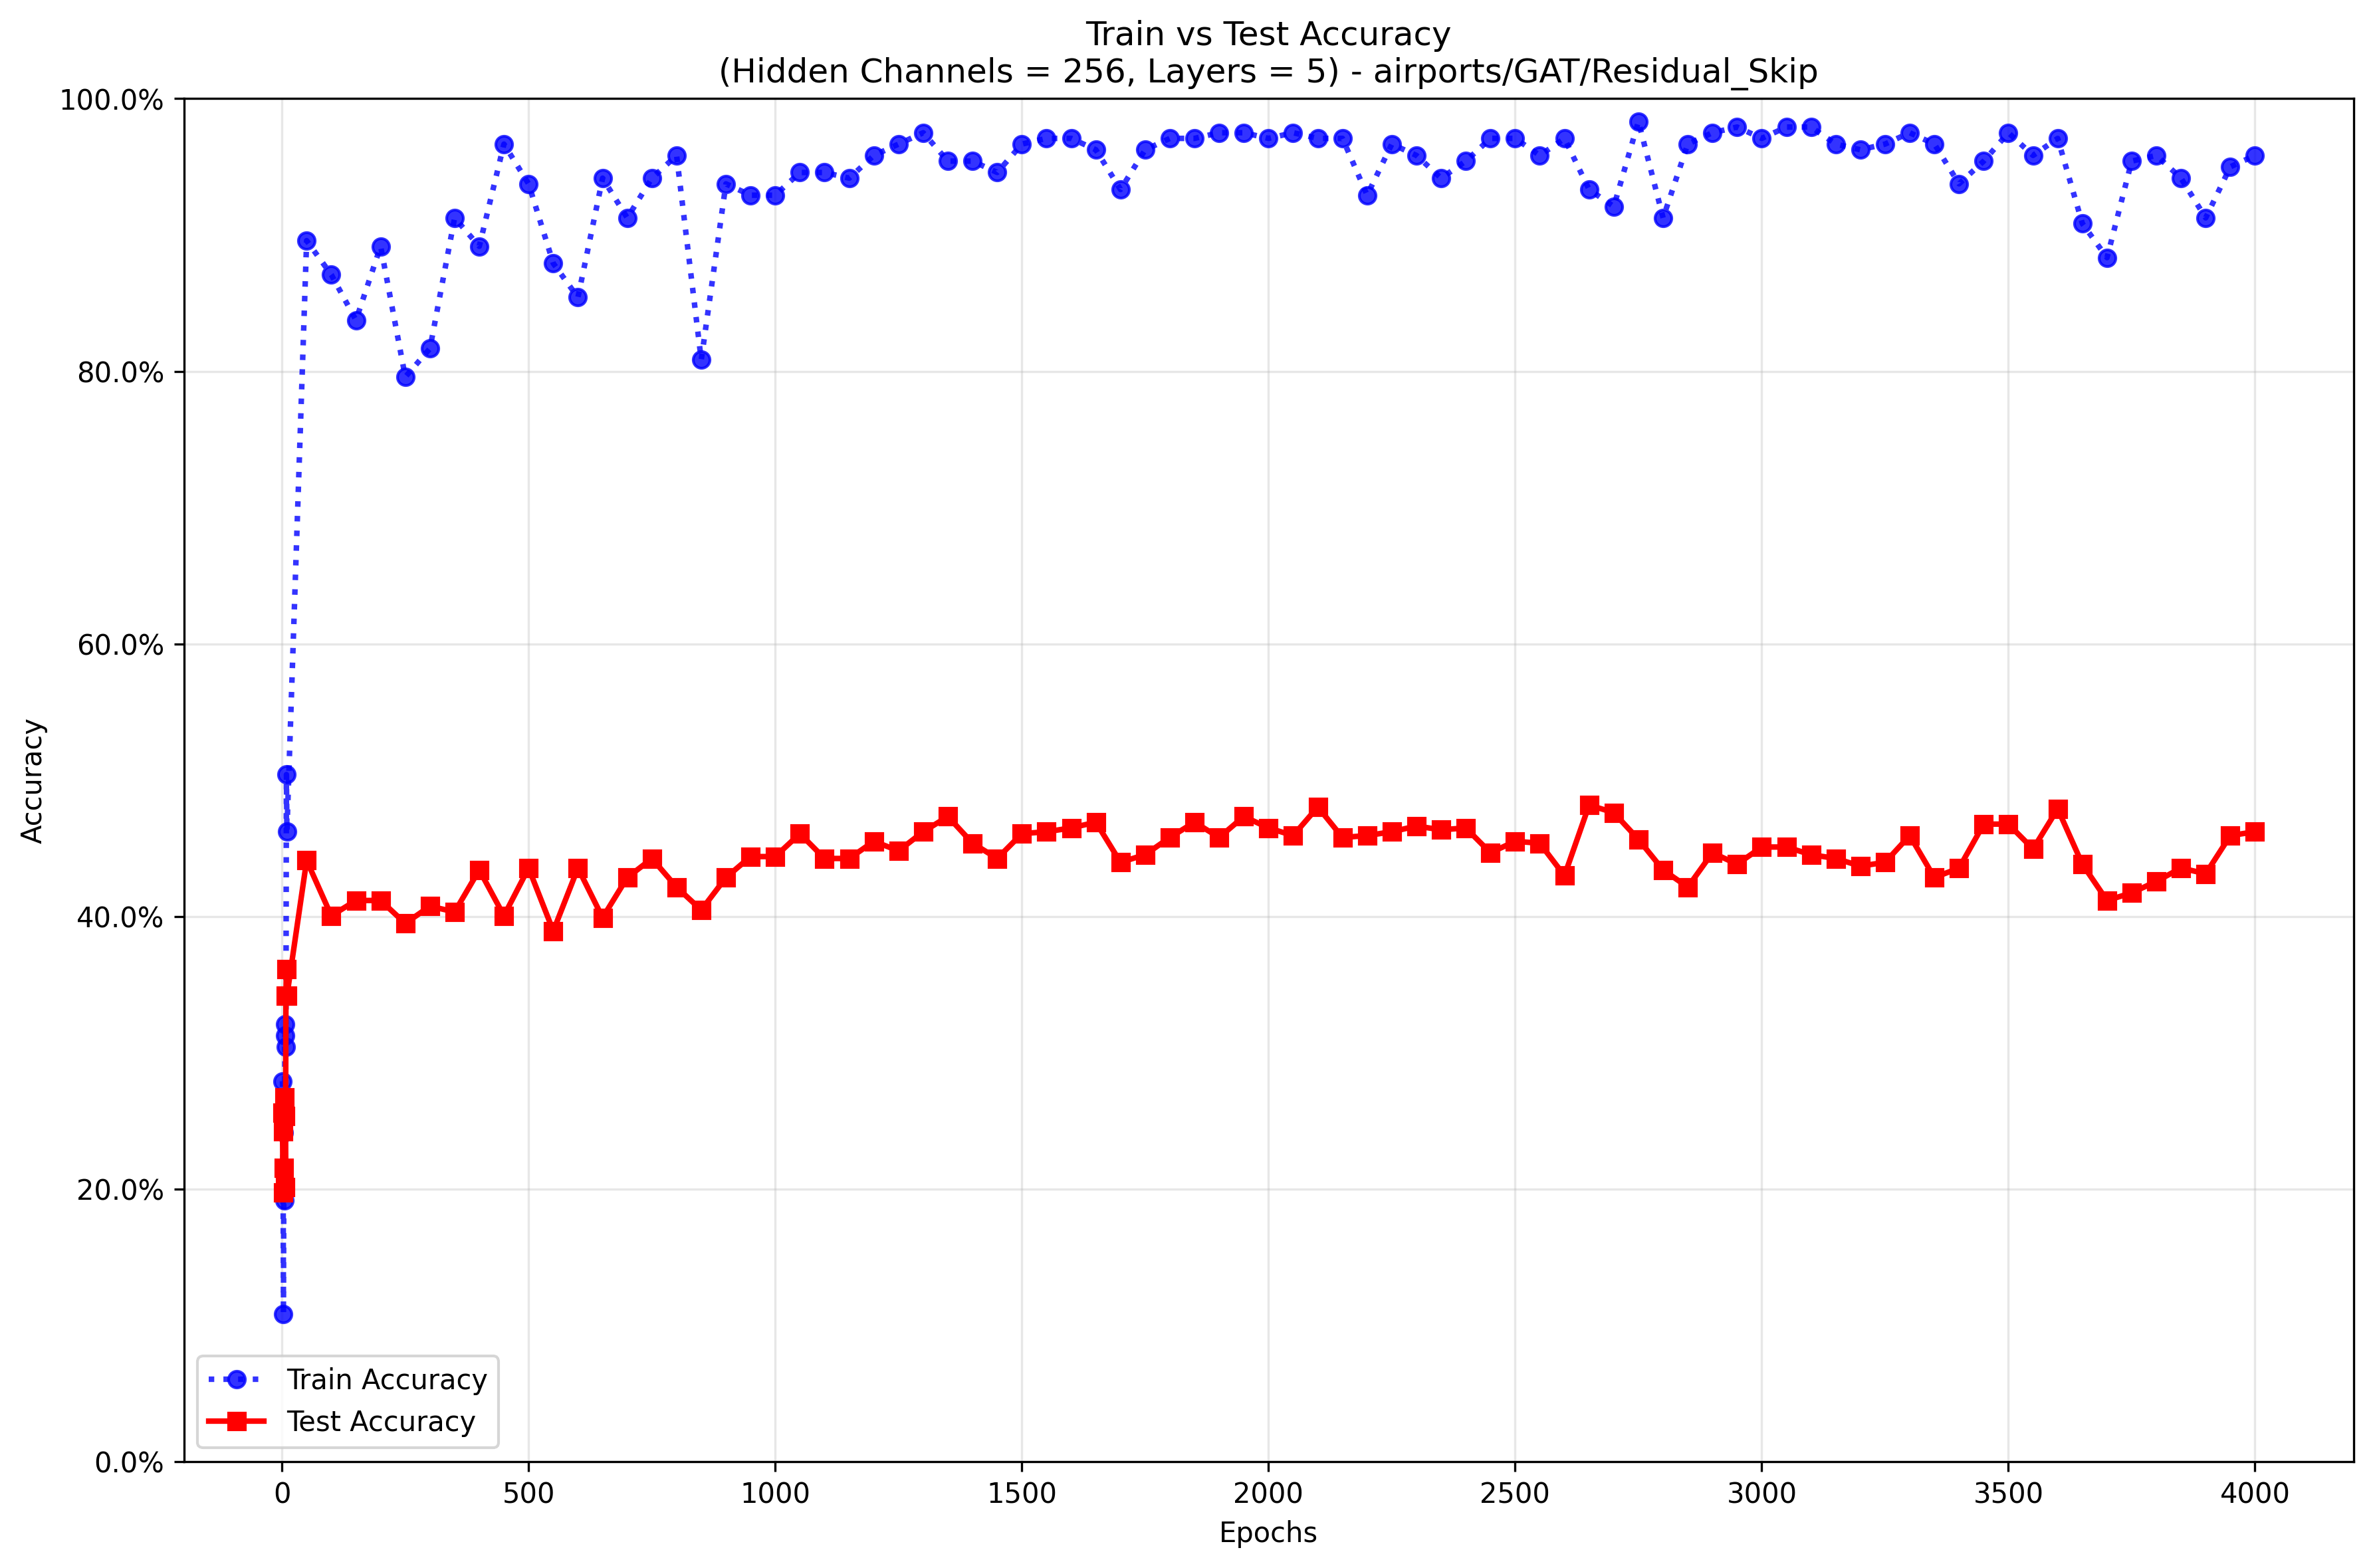 Train vs Test Accuracy
(Hidden Channels = 256, Layers = 5) - airports/GAT/Residual_Skip
100.0%
80.0%
60.0%
40.0%
20.0%
0.0%
Accuracy
Train Accuracy
Test Accuracy
0 500 1000 1500 2000 2500 3000 3500 4000
Epochs